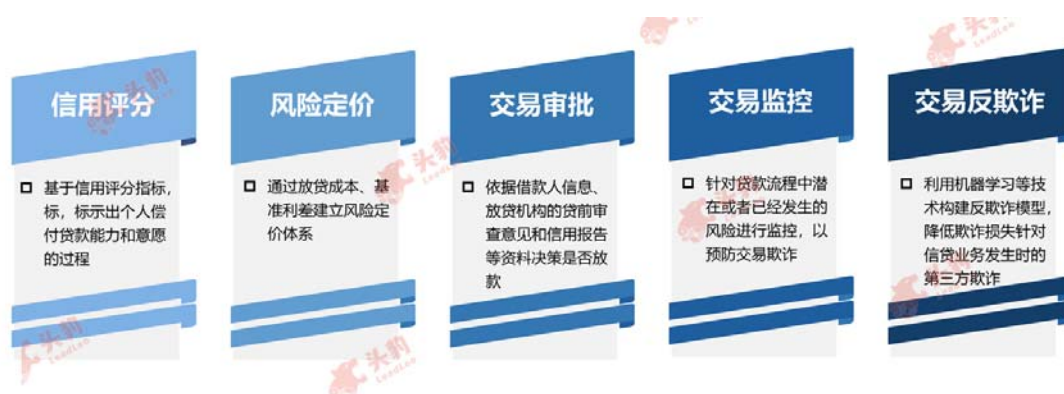 信用评分
基于信用评分指标，
标，标示出个人偿
付贷款能力和意愿
的过程
风险定价
通过放贷成本、基
准利差建立风险定
价体系
交易审批
依据借款人信息、
放贷机构的贷前审
查意见和信用报告
等资料决策是否放
款
交易监控
针对贷款流程中潜
在或者已经发生的
风险进行监控，以
预防交易欺诈
交易反欺诈
利用机器学习等技
术构建反欺诈模型，
降低欺诈损失针对
信贷业务发生时的
第三方欺诈
头豹
LeadLeo
头豹
LeadLeo
头豹
LeadLeo
头豹
LeadLeo